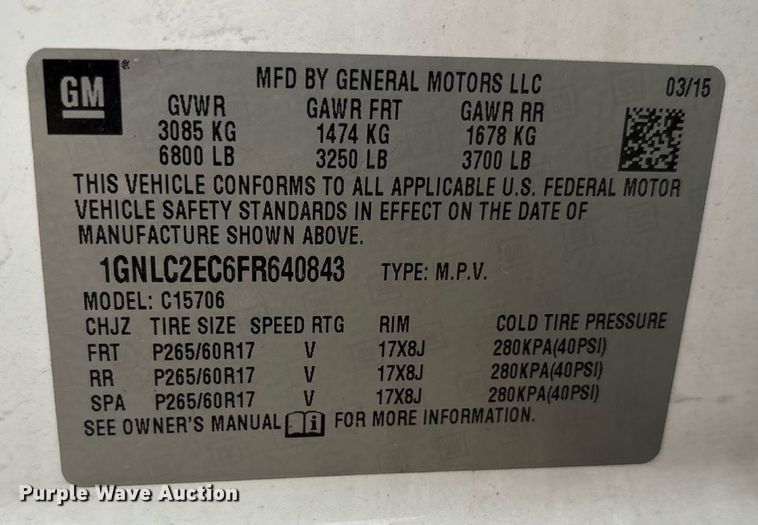 GM®
MFD BY GENERAL MOTORS LLC 03/15
GVWR GAWR FRT GAWR RR
3085 KG 1474 KG 1678 KG
6800 LB 3250 LB 3700 LB
THIS VEHICLE CONFORMS TO ALL APPLICABLE U.S. FEDERAL MOTOR
VEHICLE SAFETY STANDARDS IN EFFECT ON THE DATE OF
MANUFACTURE SHOWN ABOVE.
1GNLC2EC6FR640843 TYPE: M.P.V.
MODEL: C15706
CHJZ TIRE SIZE SPEED RTG RIM COLD TIRE PRESSURE
FRT P265/60R17 V 17X8J 280KPA(40PSI)
RR P265/60R17 V 17X8J 280KPA(40PSI)
SPA P265/60R17 V 17X8J 280KPA(40PSI)
SEE OWNER'S MANUAL i FOR MORE INFORMATION.
Purple Wave Auction